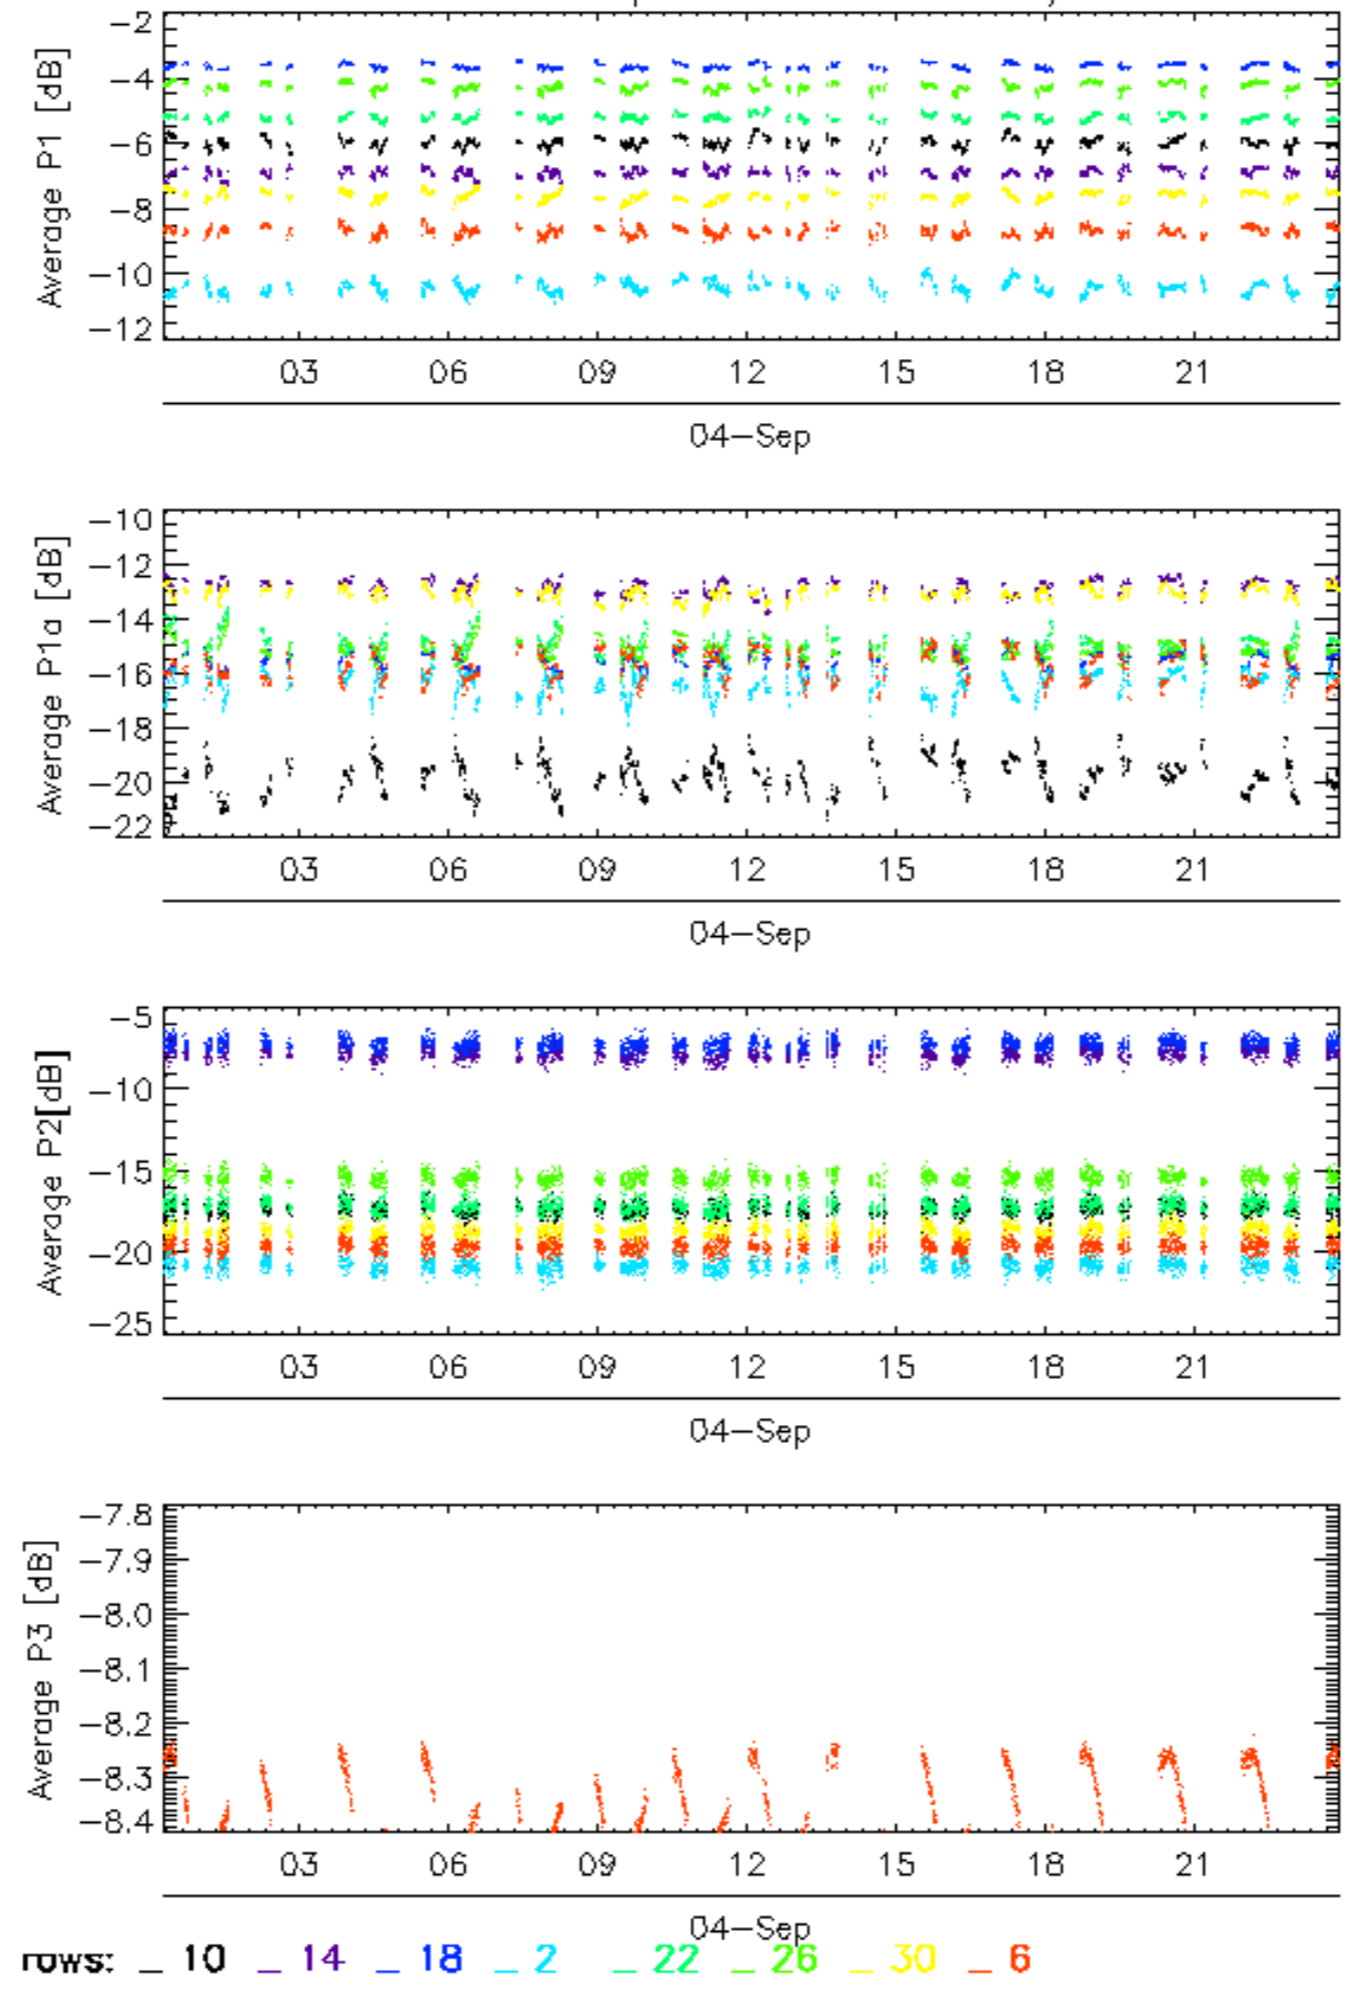 Average P1 [dB]
-2
-4
-6
-8
-10
-12
03 06 09 12 15 18 21
04-Sep
Average P1a [dB]
-10
-12
-14
-16
-18
-20
-22
03 06 09 12 15 18 21
04-Sep
Average P2[dB]
-5
-10
-15
-20
-25
03 06 09 12 15 18 21
04-Sep
Average P3 [dB]
-7.8
-7.9
-8.0
-8.1
-8.2
-8.3
-8.4
03 06 09 12 15 18 21
04-Sep
rows: _ 10 _ 14 _ 18 _ 2 _ 22 _ 26 _ 30 _ 6